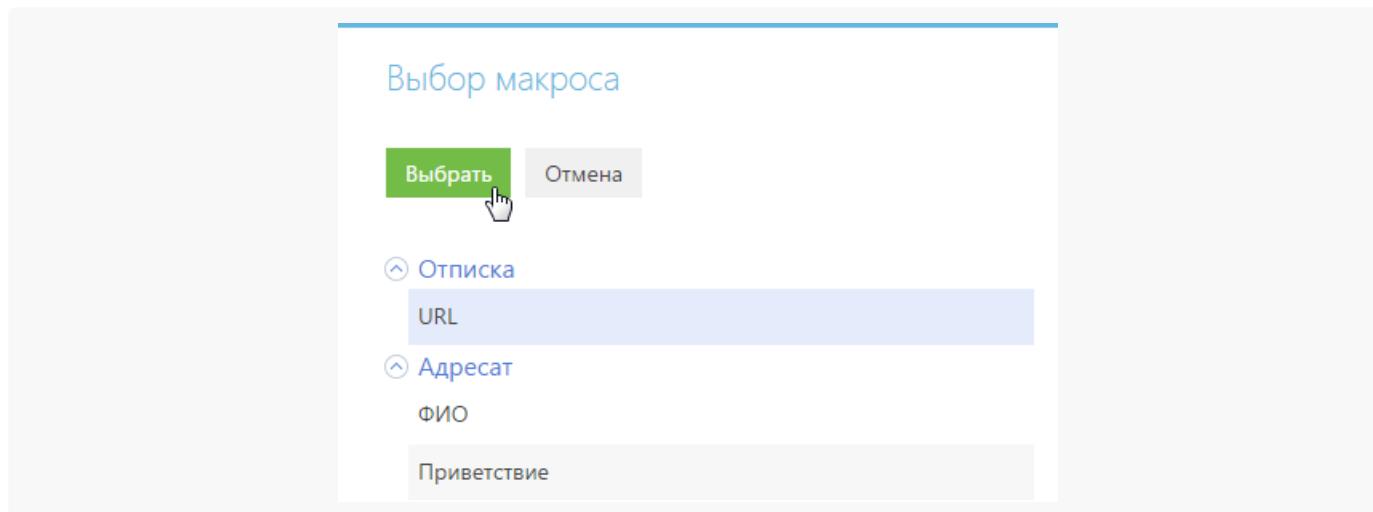 Выбор макроса
Выбрать Отмена
Отписка
URL
Адресат
ФИО
Приветствие